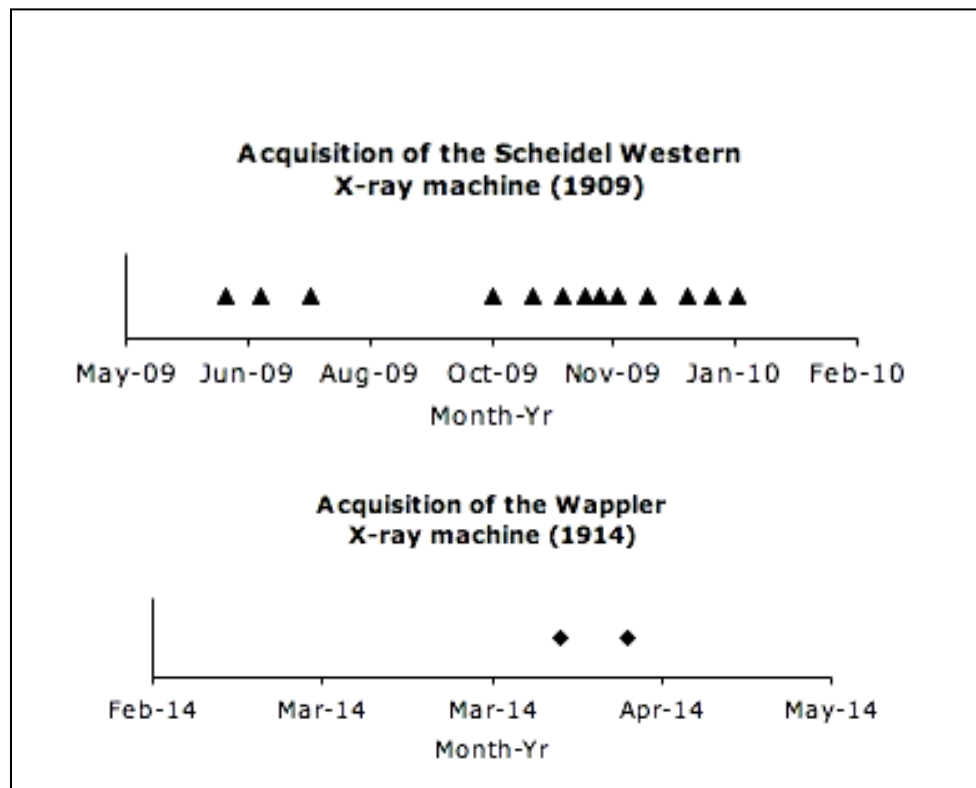 Acquisition of the Scheidel Western
X-ray machine (1909)
May-09 Jun-09 Aug-09 Oct-09 Nov-09 Jan-10 Feb-10
Month-Yr
Acquisition of the Wappler
X-ray machine (1914)
Feb-14 Mar-14 Mar-14 Apr-14 May-14
Month-Yr